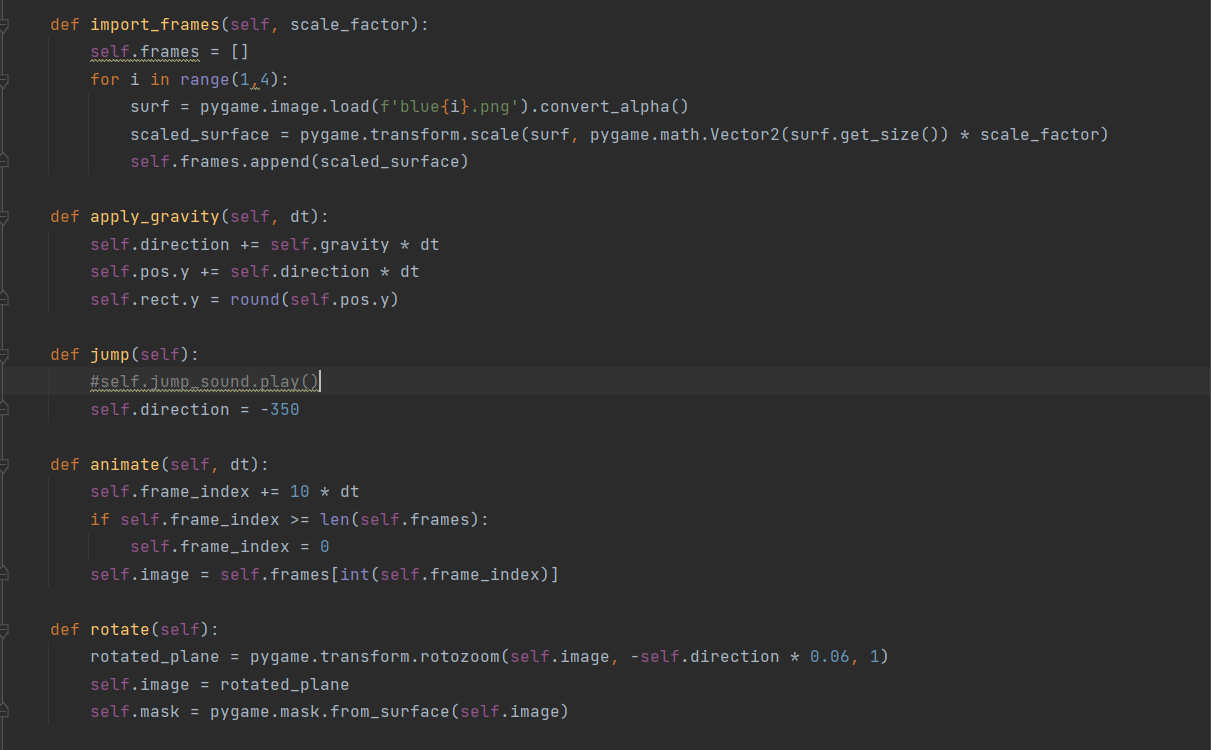 def import_frames(self, scale_factor):
    self.frames = []
    for i in range(1,4):
        surf = pygame.image.load(f'blue{i}.png').convert_alpha()
        scaled_surface = pygame.transform.scale(surf, pygame.math.Vector2(surf.get_size()) * scale_factor)
        self.frames.append(scaled_surface)

def apply_gravity(self, dt):
    self.direction += self.gravity * dt
    self.pos.y += self.direction * dt
    self.rect.y = round(self.pos.y)

def jump(self):
    #self.jump_sound.play()
    self.direction = -350

def animate(self, dt):
    self.frame_index += 10 * dt
    if self.frame_index >= len(self.frames):
        self.frame_index = 0
    self.image = self.frames[int(self.frame_index)]

def rotate(self):
    rotated_plane = pygame.transform.rotozoom(self.image, -self.direction * 0.06, 1)
    self.image = rotated_plane
    self.mask = pygame.mask.from_surface(self.image)